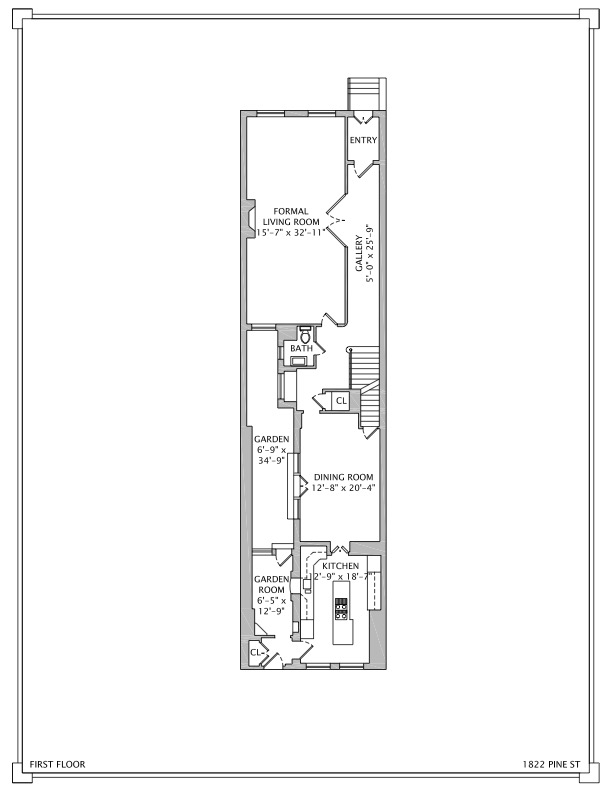 ENTRY
FORMAL
LIVING ROOM
15'-7" x 32'-11"
GALLERY
5'-0" x 25'-9"
BATH
CL
GARDEN
6'-9" x
34'-9"
DINING ROOM
12'-8" x 20'-4"
KITCHEN
12'-9" x 18'-7"
GARDEN
ROOM
6'-5" x
12'-9"
CL
FIRST FLOOR
1822 PINE ST